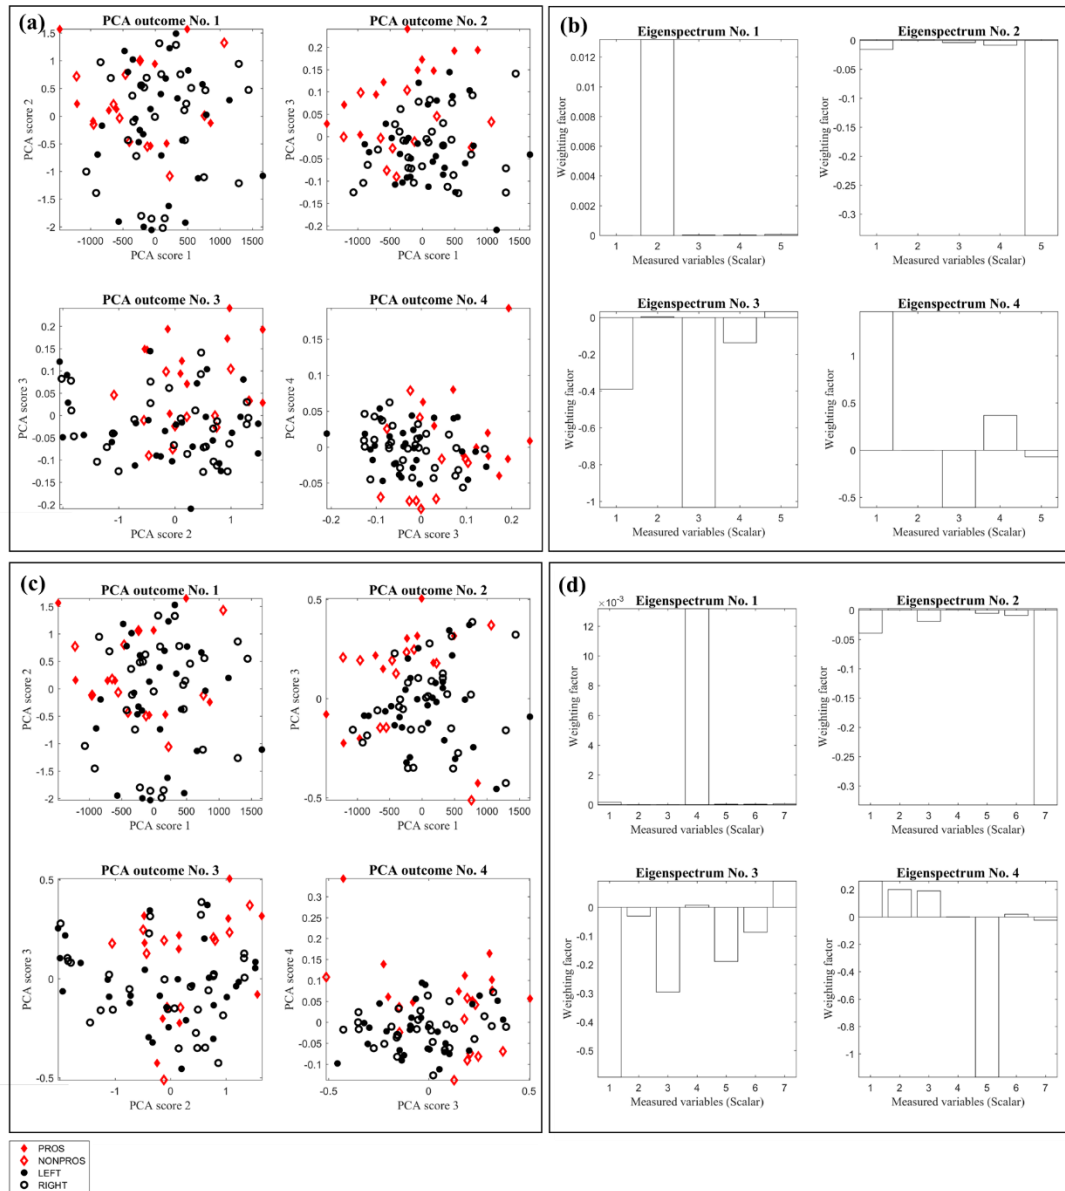 (a)
PCA outcome No. 1
PCA score 2
1.5
1
0.5
0
-0.5
-1
-1.5
-2
-1000 -500 0 500 1000 1500
PCA score 1
PCA outcome No. 2
PCA score 3
0.2
0.15
0.1
0.05
0
-0.05
-0.1
-0.15
-0.2
-1000 -500 0 500 1000 1500
PCA score 1
PCA outcome No. 3
PCA score 3
0.2
0.15
0.1
0.05
0
-0.05
-0.1
-0.15
-0.2
-1 0 1
PCA score 2
PCA outcome No. 4
PCA score 4
0.15
0.1
0.05
0
-0.05
-0.2 -0.1 0 0.1 0.2
PCA score 3
(b)
Eigenspectrum No. 1
Weighting factor
0.012
0.01
0.008
0.006
0.004
0.002
0
1 2 3 4 5
Measured variables (Scalar)
Eigenspectrum No. 2
Weighting factor
0
-0.05
-0.1
-0.15
-0.2
-0.25
-0.3
1 2 3 4 5
Measured variables (Scalar)
Eigenspectrum No. 3
Weighting factor
0
-0.2
-0.4
-0.6
-0.8
-1
1 2 3 4 5
Measured variables (Scalar)
Eigenspectrum No. 4
Weighting factor
1
0.5
0
-0.5
1 2 3 4 5
Measured variables (Scalar)
(c)
PCA outcome No. 1
PCA score 2
1.5
1
0.5
0
-0.5
-1
-1.5
-2
-1000 -500 0 500 1000 1500
PCA score 1
PCA outcome No. 2
PCA score 3
0.5
0
-0.5
-1000 -500 0 500 1000 1500
PCA score 1
PCA outcome No. 3
PCA score 3
0.5
0
-0.5
-1 0 1
PCA score 2
PCA outcome No. 4
PCA score 4
0.3
0.25
0.2
0.15
0.1
0.05
0
-0.05
-0.1
-0.5 0 0.5
PCA score 3
(d)
×10⁻³
Eigenspectrum No. 1
Weighting factor
12
10
8
6
4
2
0
1 2 3 4 5 6 7
Measured variables (Scalar)
Eigenspectrum No. 2
Weighting factor
0
-0.05
-0.1
-0.15
-0.2
-0.25
-0.3
1 2 3 4 5 6 7
Measured variables (Scalar)
Eigenspectrum No. 3
Weighting factor
0
-0.1
-0.2
-0.3
-0.4
-0.5
1 2 3 4 5 6 7
Measured variables (Scalar)
Eigenspectrum No. 4
Weighting factor
0.2
0
-0.2
-0.4
-0.6
-0.8
-1
1 2 3 4 5 6 7
Measured variables (Scalar)
PROS
NONPROS
LEFT
RIGHT